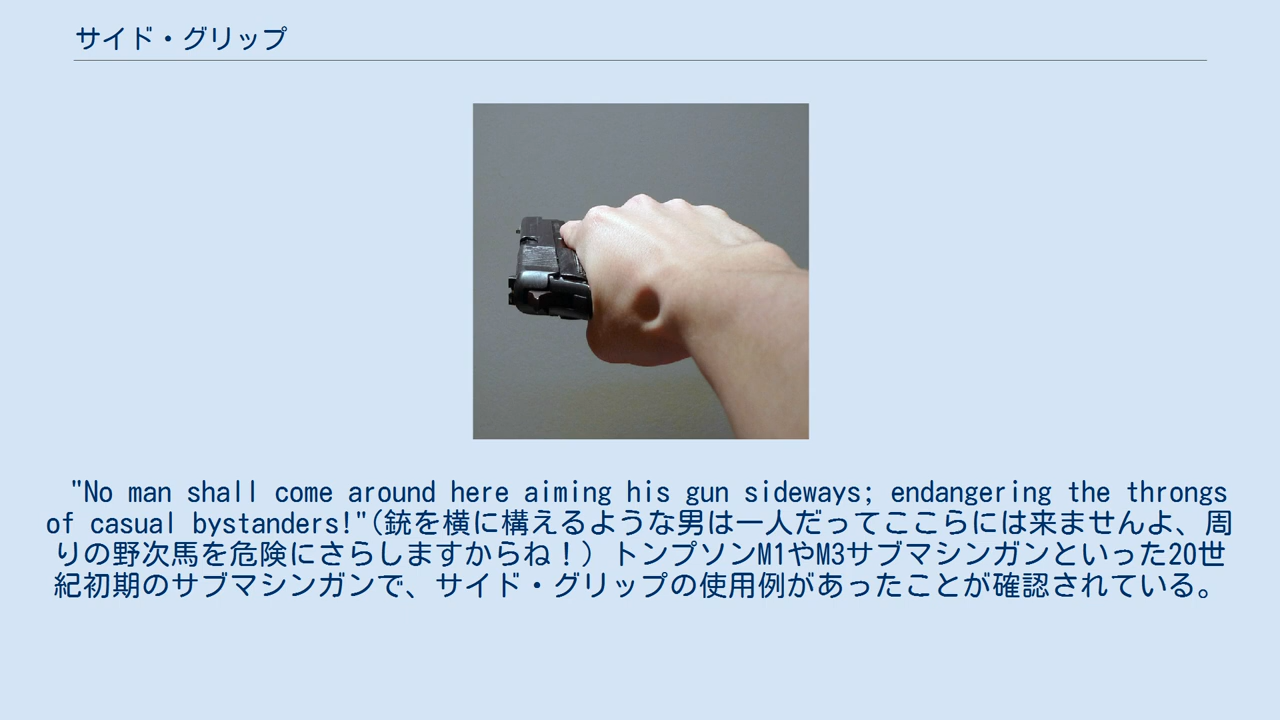 サイド・グリップ
"No man shall come around here aiming his gun sideways; endangering the throngs
of casual bystanders!"(銃を横に構えるような男は一人だってここらには来ませんよ、周
りの野次馬を危険にさらしますからね！）トンプソンM1やM3サブマシンガンといった20世
紀初期のサブマシンガンで、サイド・グリップの使用例があったことが確認されている。